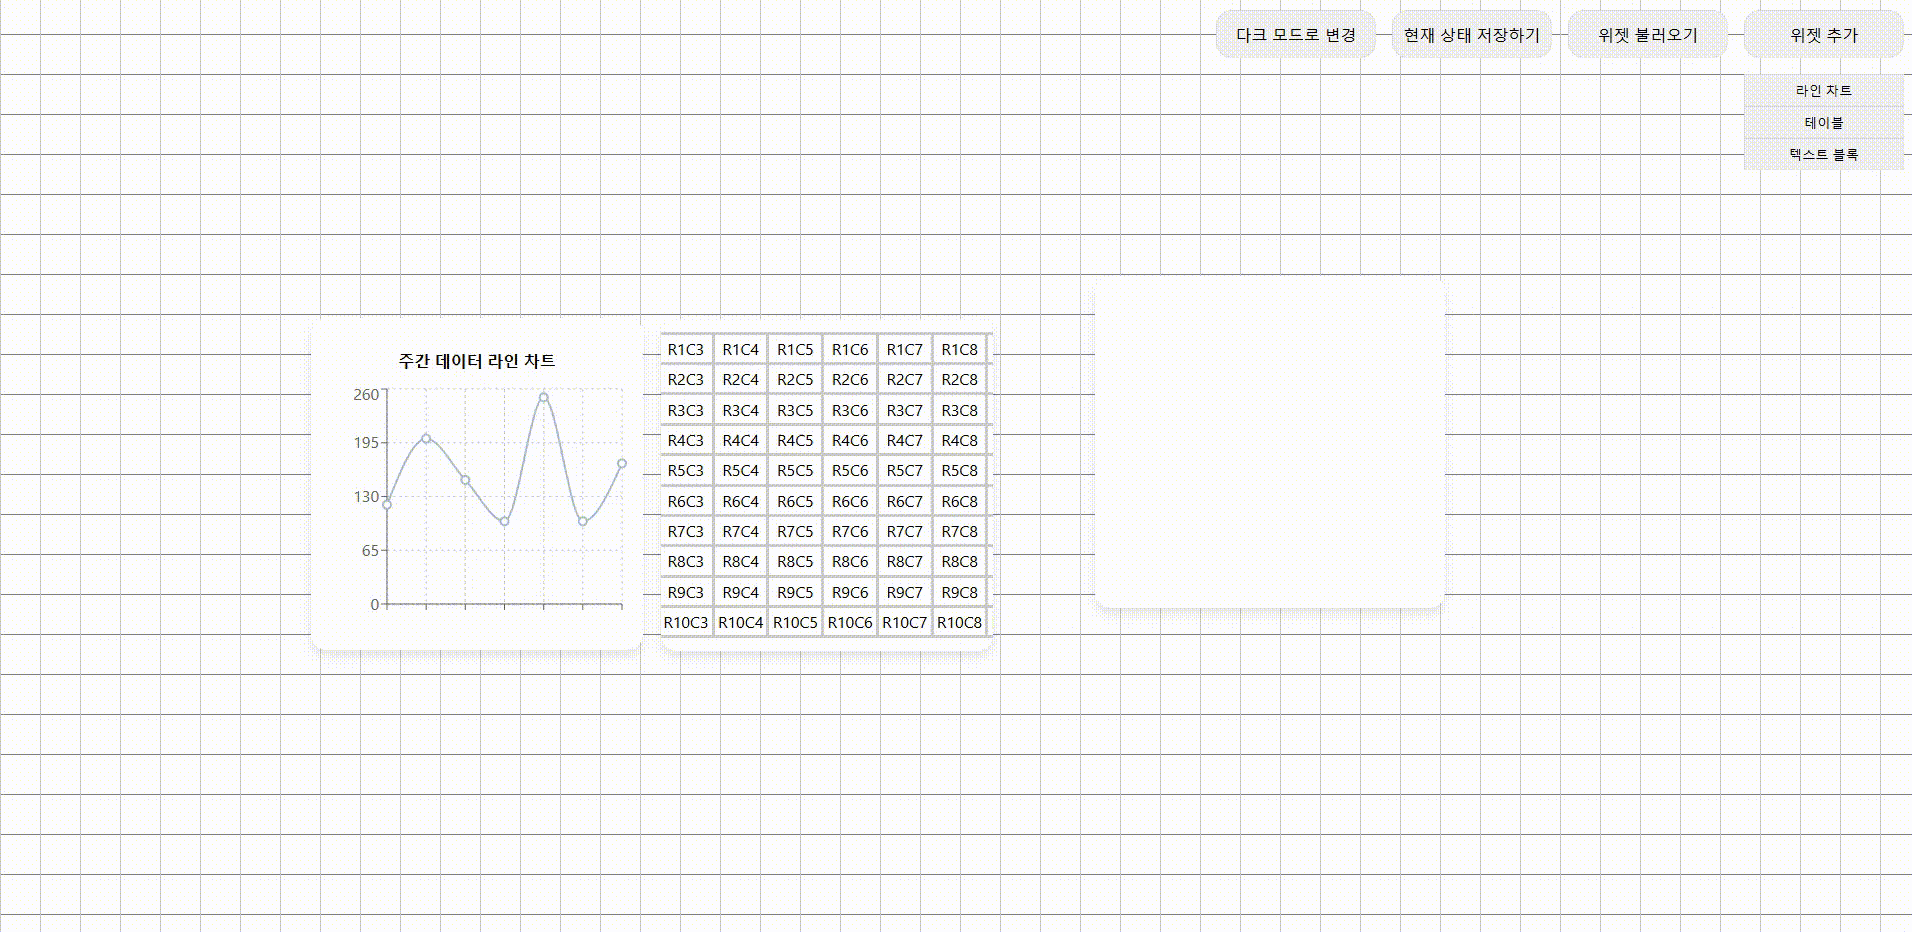 다크 모드로 변경 현재 상태 저장하기 위젯 불러오기 위젯 추가
라인 차트
테이블
텍스트 블록
주간 데이터 라인 차트
260
195
130
65
0
R1C3 R1C4 R1C5 R1C6 R1C7 R1C8
R2C3 R2C4 R2C5 R2C6 R2C7 R2C8
R3C3 R3C4 R3C5 R3C6 R3C7 R3C8
R4C3 R4C4 R4C5 R4C6 R4C7 R4C8
R5C3 R5C4 R5C5 R5C6 R5C7 R5C8
R6C3 R6C4 R6C5 R6C6 R6C7 R6C8
R7C3 R7C4 R7C5 R7C6 R7C7 R7C8
R8C3 R8C4 R8C5 R8C6 R8C7 R8C8
R9C3 R9C4 R9C5 R9C6 R9C7 R9C8
R10C3 R10C4 R10C5 R10C6 R10C7 R10C8